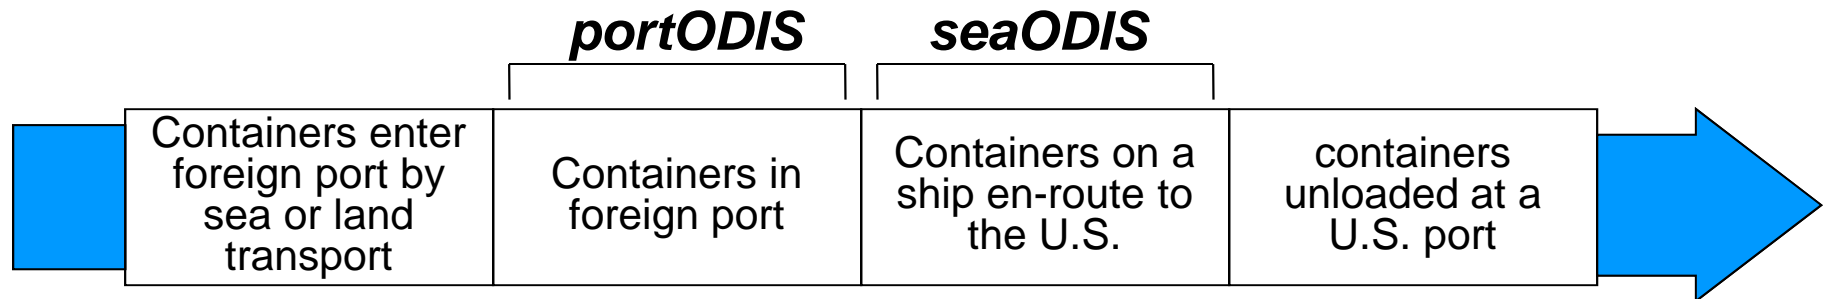 portODIS
seaODIS
Containers enter
foreign port by
sea or land
transport
Containers in
foreign port
Containers on a
ship en-route to
the U.S.
containers
unloaded at a
U.S. port